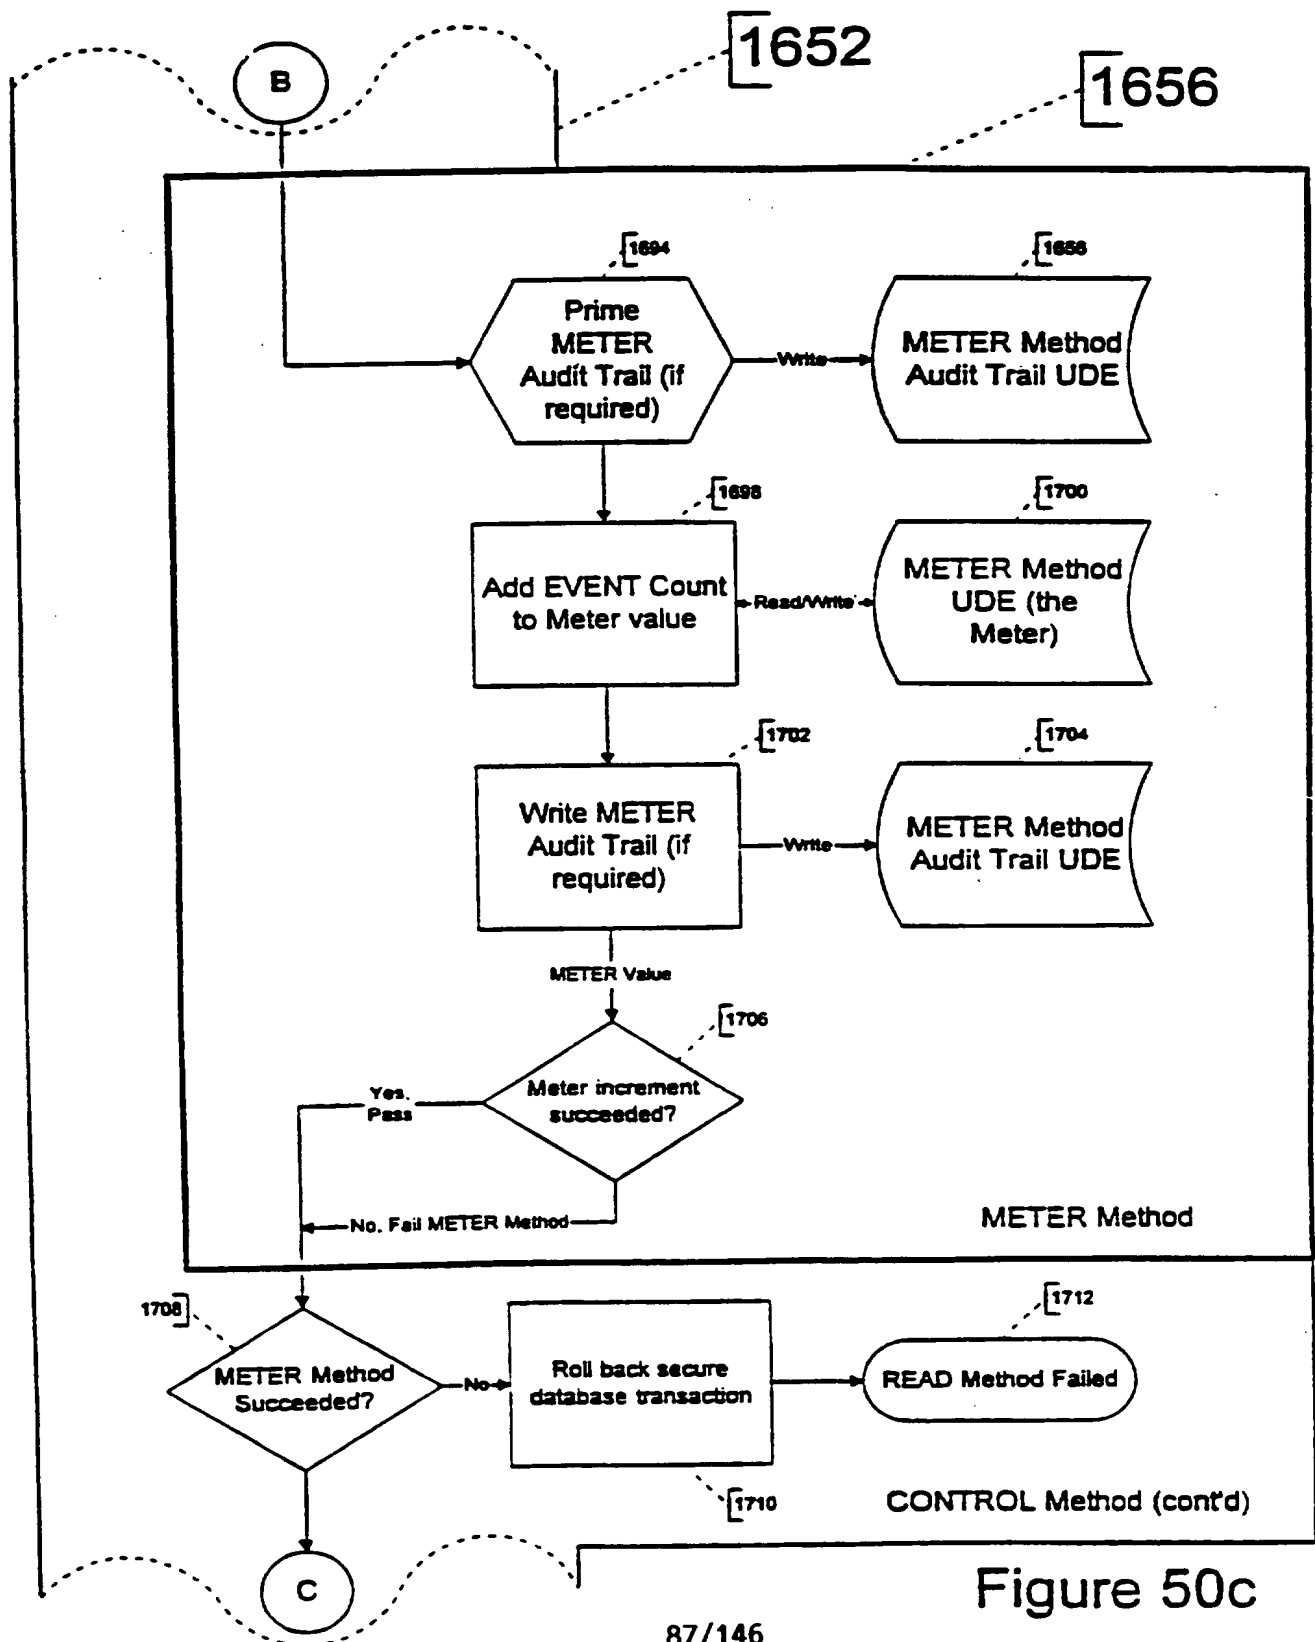 B
1652
1656
1694
1656
Prime
METER
Audit Trail (if
required)
Write
METER Method
Audit Trail UDE
1698
1700
Add EVENT Count
to Meter value
Read/Write
METER Method
UDE (the
Meter)
1702
1704
Write METER
Audit Trail (if
required)
Write
METER Method
Audit Trail UDE
METER Value
1706
Meter increment
succeeded?
Yes.
Pass
No. Fail METER Method
METER Method
1708
METER Method
Succeeded?
No
Roll back secure
database transaction
1712
READ Method Failed
1710
CONTROL Method (cont'd)
C
Figure 50c
87/146